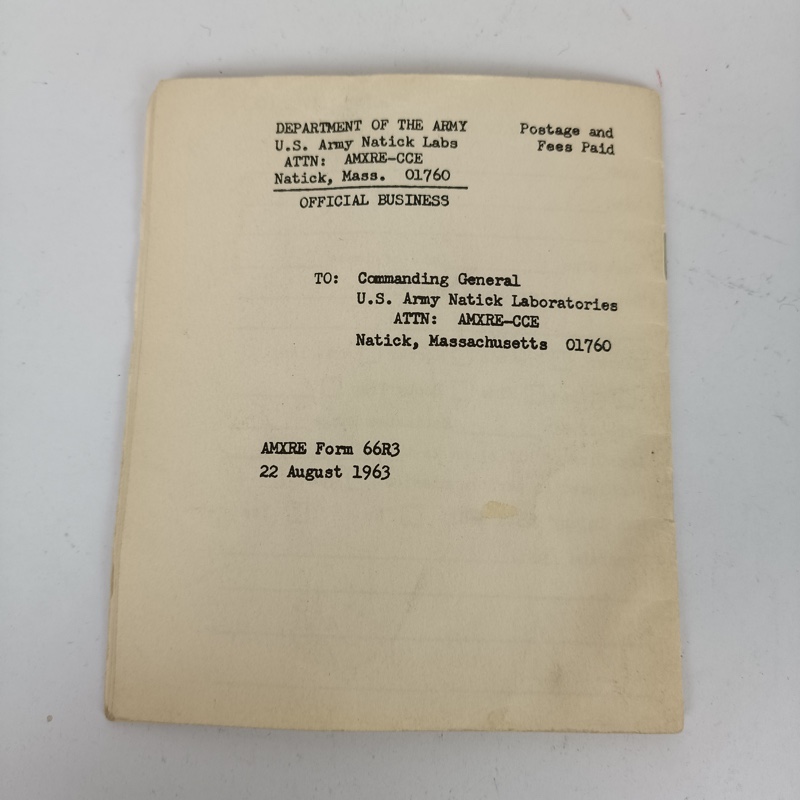 DEPARTMENT OF THE ARMY
U.S. Army Natick Labs
ATTN: AMXRE-CCE
Natick, Mass. 01760
OFFICIAL BUSINESS
Postage and
Fees Paid
TO: Commanding General
U.S. Army Natick Laboratories
ATTN: AMXRE-CCE
Natick, Massachusetts 01760
AMXRE Form 66R3
22 August 1963